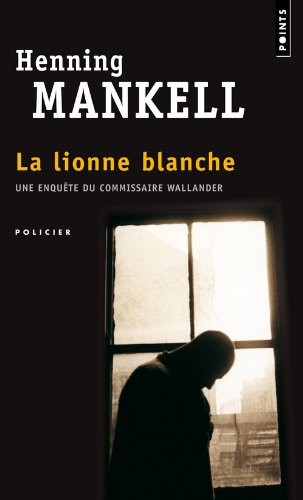 POINTS
Henning
MANKELL
La lionne blanche
UNE ENQUÊTE DU COMMISSAIRE WALLANDER
POLICIER